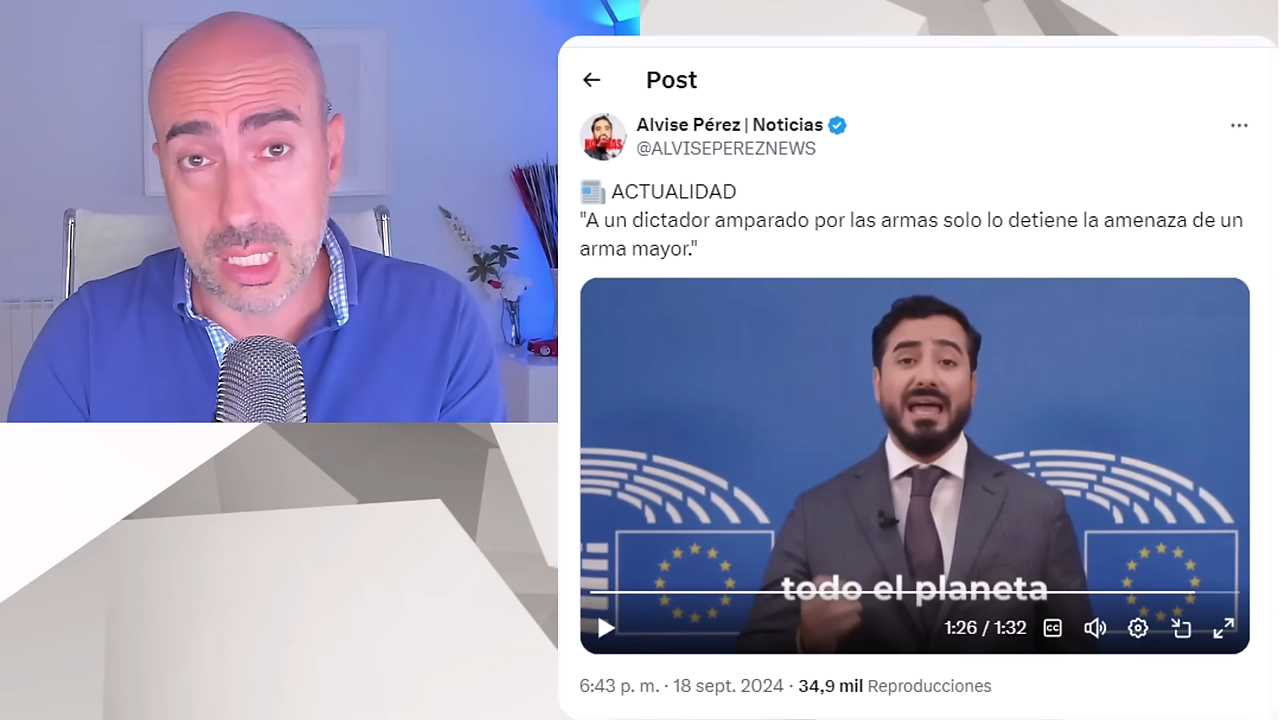 Post
Alvise Pérez | Noticias
@ALVISEPEREZNEWS
ACTUALIDAD
"A un dictador amparado por las armas solo lo detiene la amenaza de un
arma mayor."
todo el planeta
1:26 / 1:32
CC
6:43 p. m. · 18 sept. 2024 · 34,9 mil Reproducciones